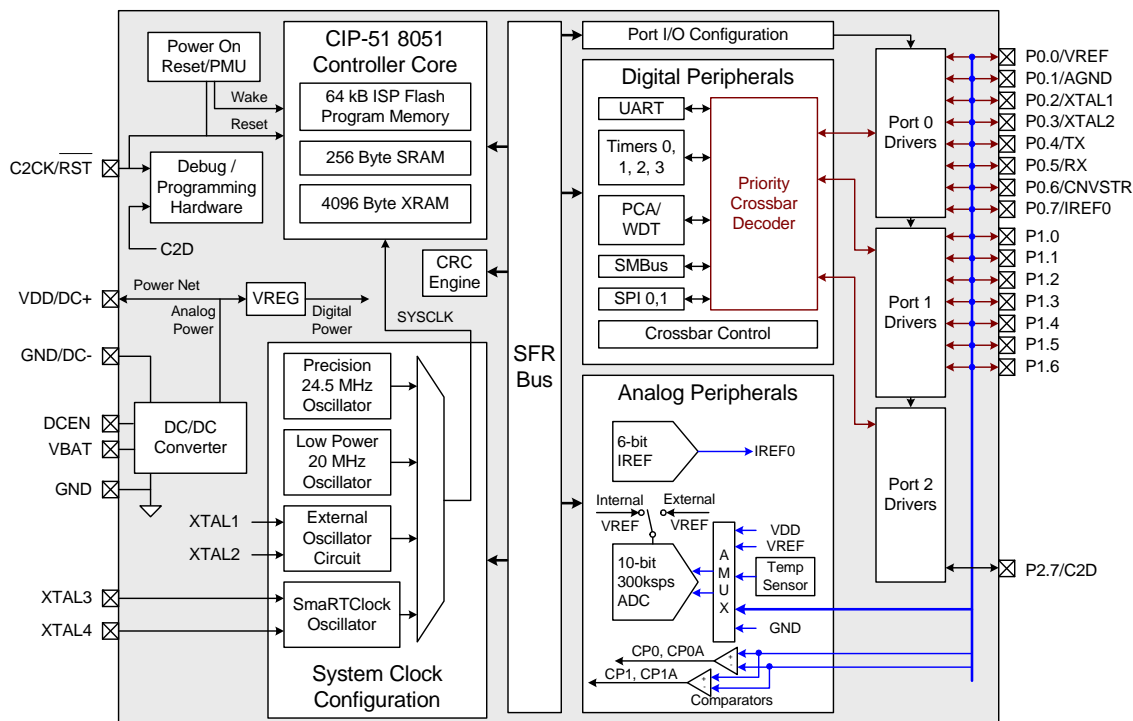 Power On
Reset/PMU
Wake
Reset
C2CK/RST
Debug /
Programming
Hardware
C2D
CIP-51 8051
Controller Core
64 kB ISP Flash
Program Memory
256 Byte SRAM
4096 Byte XRAM
CRC
Engine
VDD/DC+
Power Net
Analog
Power
VREG
Digital
Power
SYSCLK
GND/DC-
DCEN
VBAT
DC/DC
Converter
GND
Precision
24.5 MHz
Oscillator
Low Power
20 MHz
Oscillator
XTAL1
XTAL2
External
Oscillator
Circuit
XTAL3
XTAL4
SmaRTClock
Oscillator
System Clock
Configuration
SFR
Bus
Port I/O Configuration
Digital Peripherals
UART
Timers 0,
1, 2, 3
PCA/
WDT
SMBus
SPI 0,1
Priority
Crossbar
Decoder
Crossbar Control
Analog Peripherals
6-bit
IREF
IREF0
Internal
VREF
External
VREF
10-bit
300ksps
ADC
A
M
U
X
VDD
VREF
Temp
Sensor
GND
CP0, CP0A
+
-
CP1, CP1A
+
-
Comparators
Port 0
Drivers
Port 1
Drivers
Port 2
Drivers
P0.0/VREF
P0.1/AGND
P0.2/XTAL1
P0.3/XTAL2
P0.4/TX
P0.5/RX
P0.6/CNVSTR
P0.7/IREF0
P1.0
P1.1
P1.2
P1.3
P1.4
P1.5
P1.6
P2.7/C2D